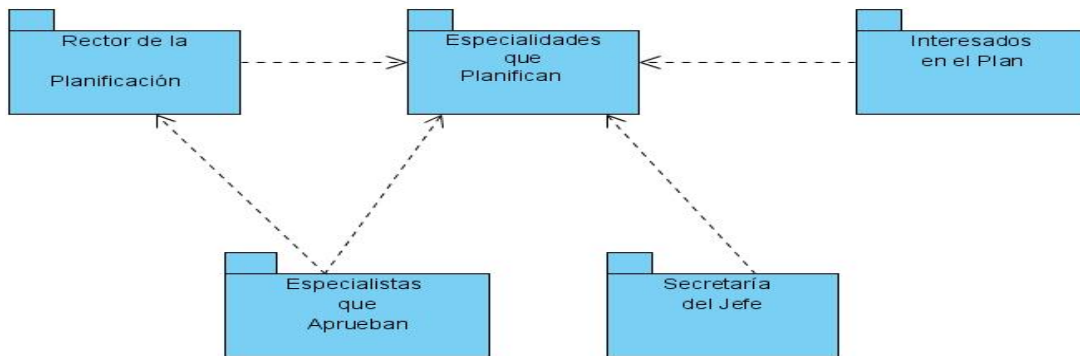 Rector de la
Planificación
Especialidades
que
Planifican
Interesados
en el Plan
Especialistas
que
Aprueban
Secretaría
del Jefe